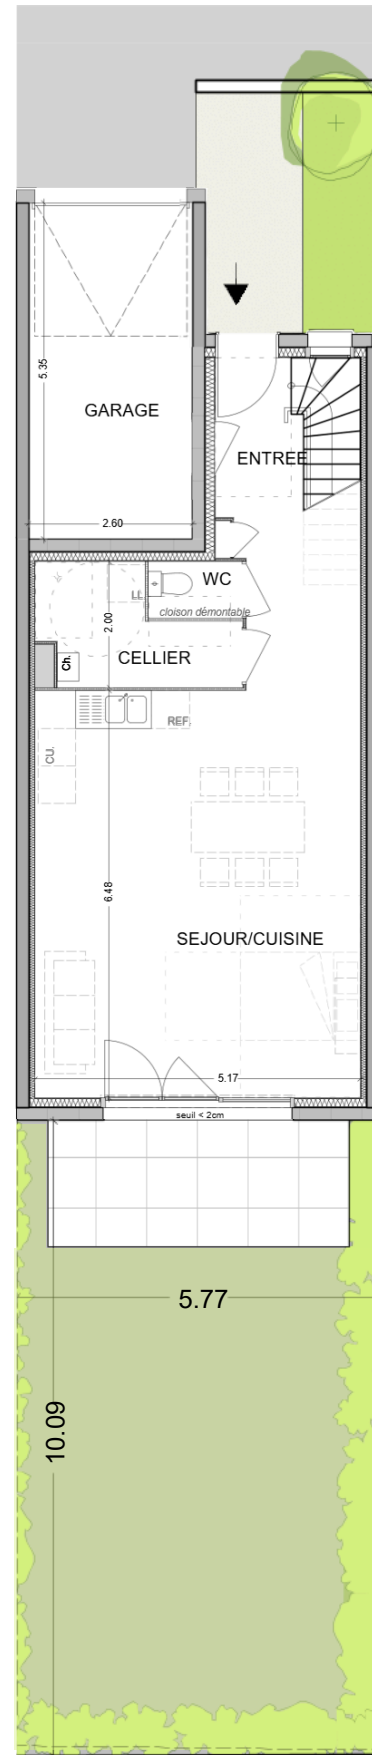 5.35
GARAGE
ENTREE
2.60
WC
LL
cloison démontable
2.00
CELLIER
Ch.
REF.
CU.
6.48
SEJOUR/CUISINE
5.17
seuil < 2cm
5.77
10.09